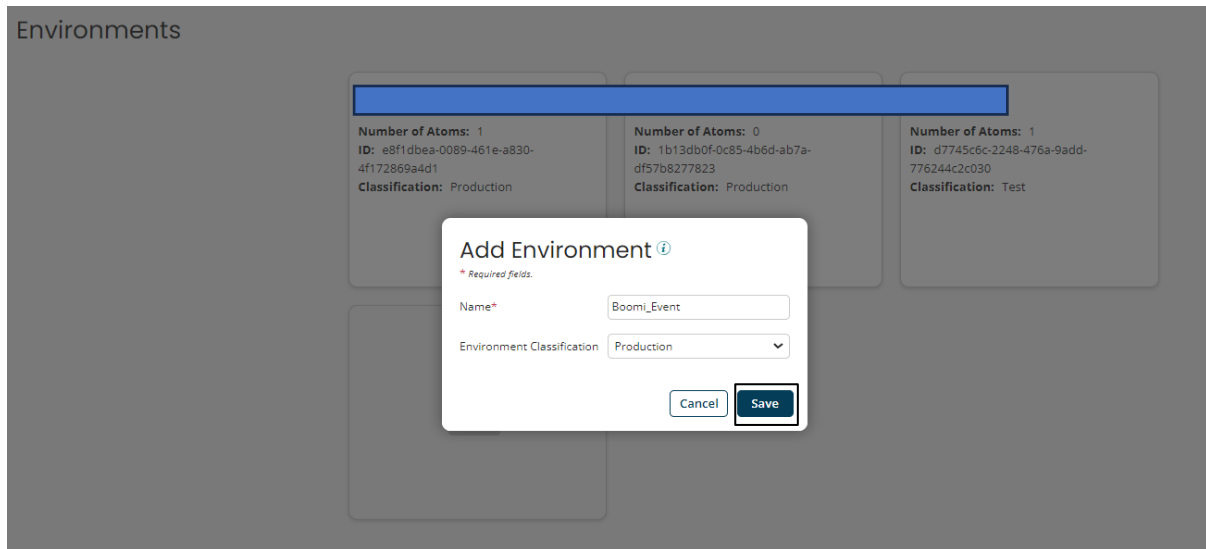 Environments
Number of Atoms: 1
ID: e8f1dbea-0089-461e-a830-
4f172869a4d1
Classification: Production
Number of Atoms: 0
ID: 1b13db0f-0c85-4b6d-ab7a-
df57b8277823
Classification: Production
Number of Atoms: 1
ID: d7745c6c-2248-476a-9add-
776244c2c030
Classification: Test
Add Environment i
* Required fields.
Name* Boomi_Event
Environment Classification Production
Cancel Save